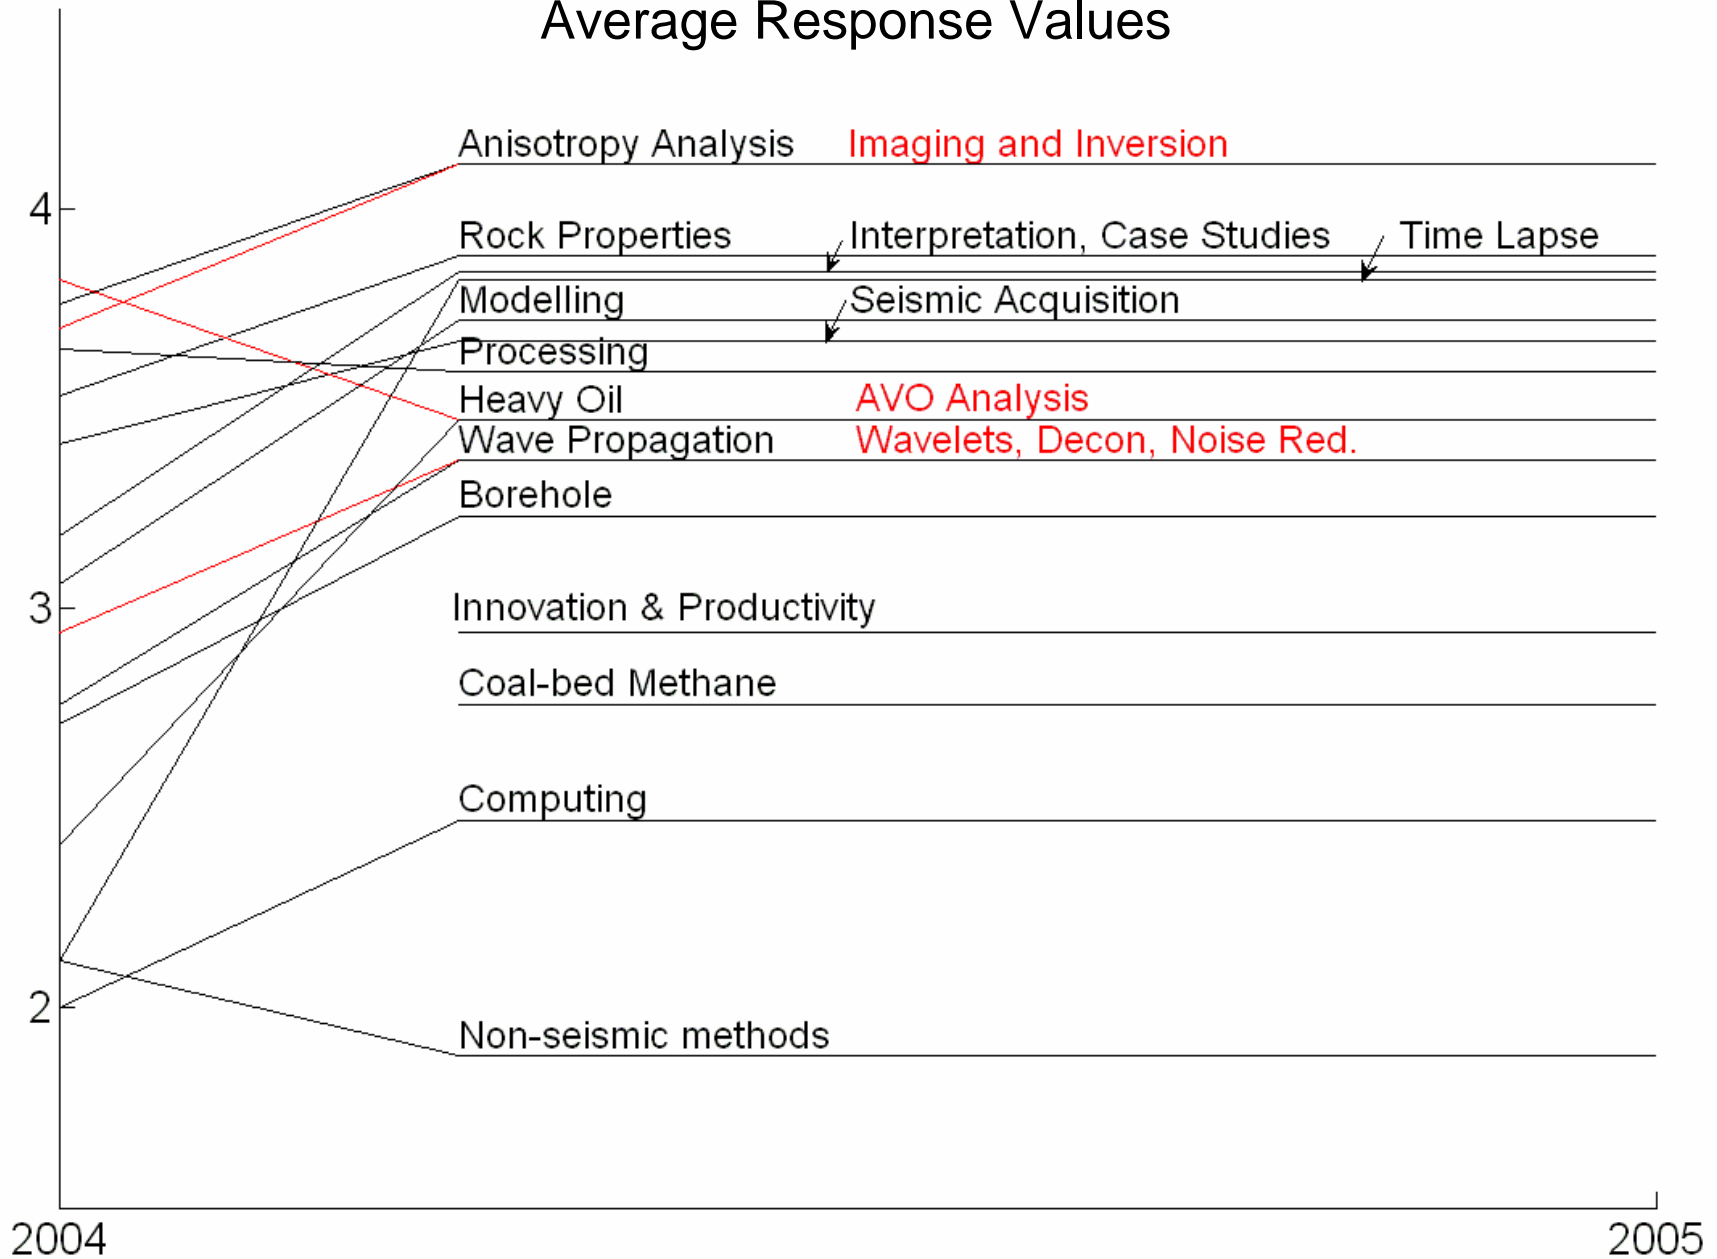 Average Response Values
Anisotropy Analysis Imaging and Inversion
4
Rock Properties Interpretation, Case Studies Time Lapse
Modelling Seismic Acquisition
Processing
Heavy Oil AVO Analysis
Wave Propagation Wavelets, Decon, Noise Red.
Borehole
3 Innovation & Productivity
Coal-bed Methane
Computing
2
Non-seismic methods
2004 2005